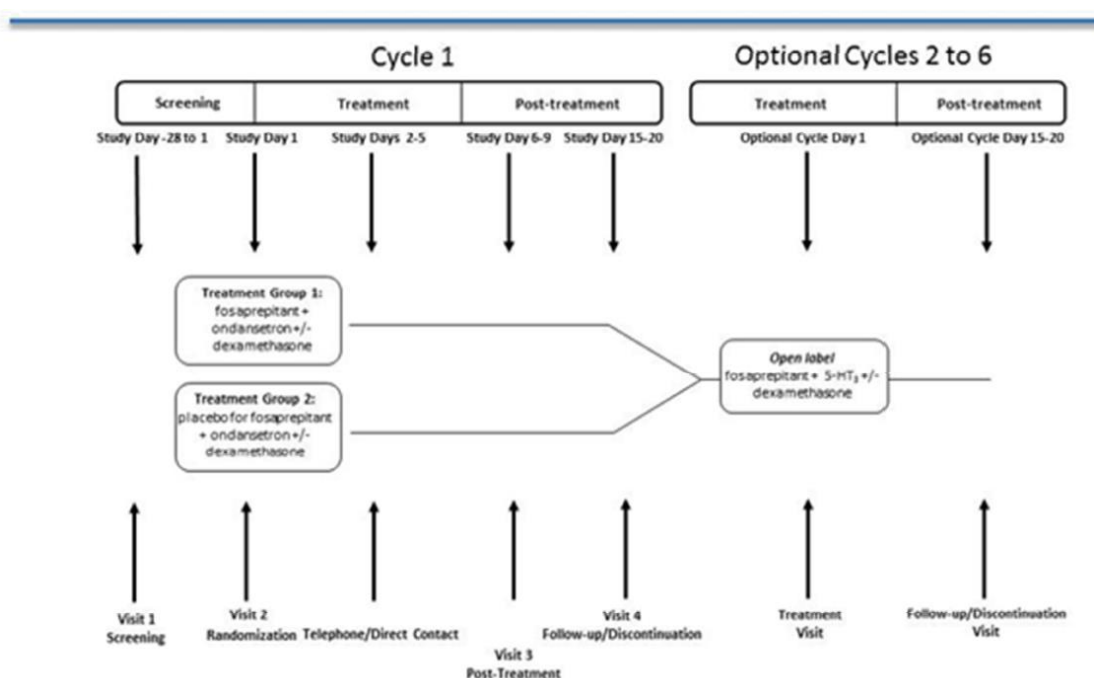 Cycle 1
Optional Cycles 2 to 6
Screening
Treatment
Post-treatment
Treatment
Post-treatment
Study Day -28 to 1
Study Day 1
Study Days 2-5
Study Day 6-9
Study Day 15-20
Optional Cycle Day 1
Optional Cycle Day 15-20
Treatment Group 1:
fosaprepitant +
ondansetron +/-
dexamethasone
Treatment Group 2:
placebo for fosaprepitant
+ ondansetron +/-
dexamethasone
Open label
fosaprepitant + 5-HT₃ +/-
dexamethasone
Visit 1
Screening
Visit 2
Randomization
Telephone/Direct Contact
Visit 3
Post-Treatment
Visit 4
Follow-up/Discontinuation
Treatment
Visit
Follow-up/Discontinuation
Visit